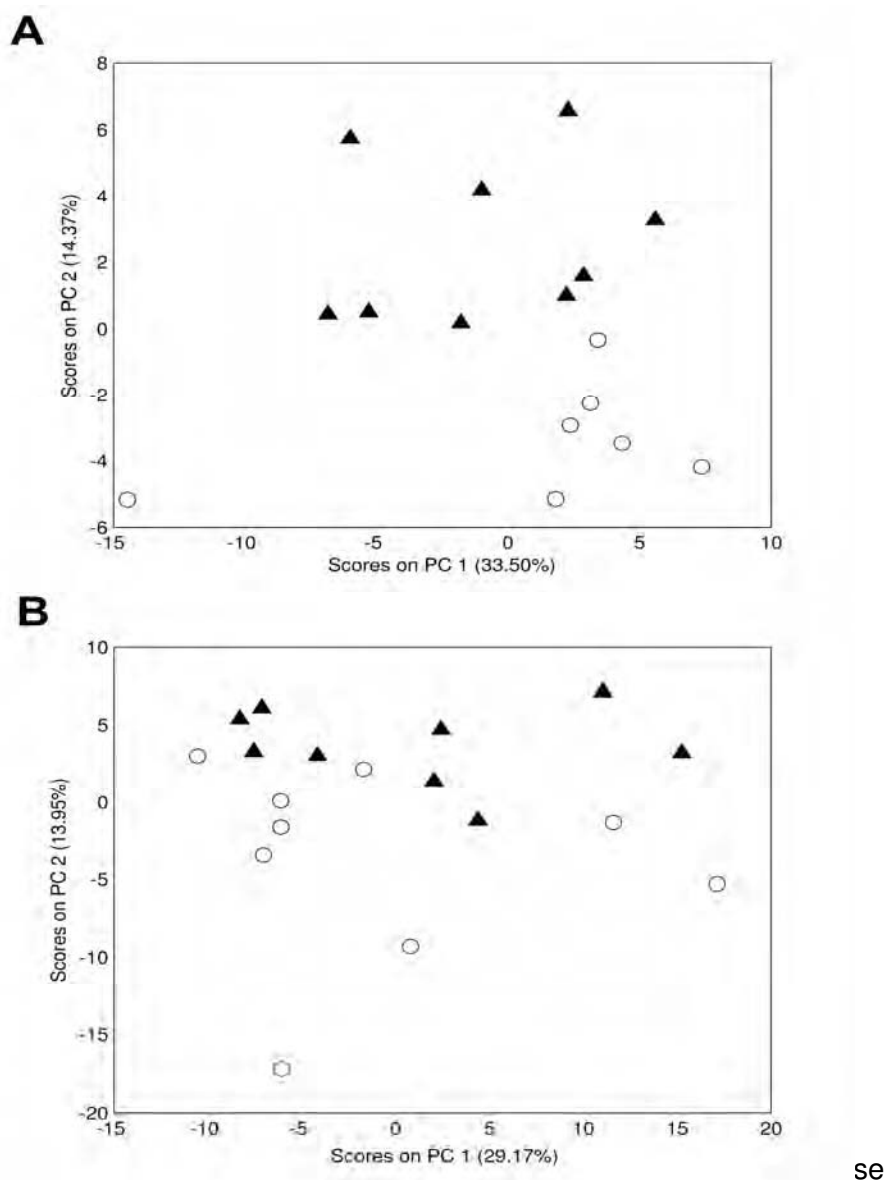 A
8
6
4
2
0
-2
-4
-6
Scores on PC 2 (14.37%)
-15 -10 -5 0 5 10
Scores on PC 1 (33.50%)
B
10
5
0
-5
-10
-15
-20
Scores on PC 2 (13.95%)
-15 -10 -5 0 5 10 15 20
Scores on PC 1 (29.17%)
se